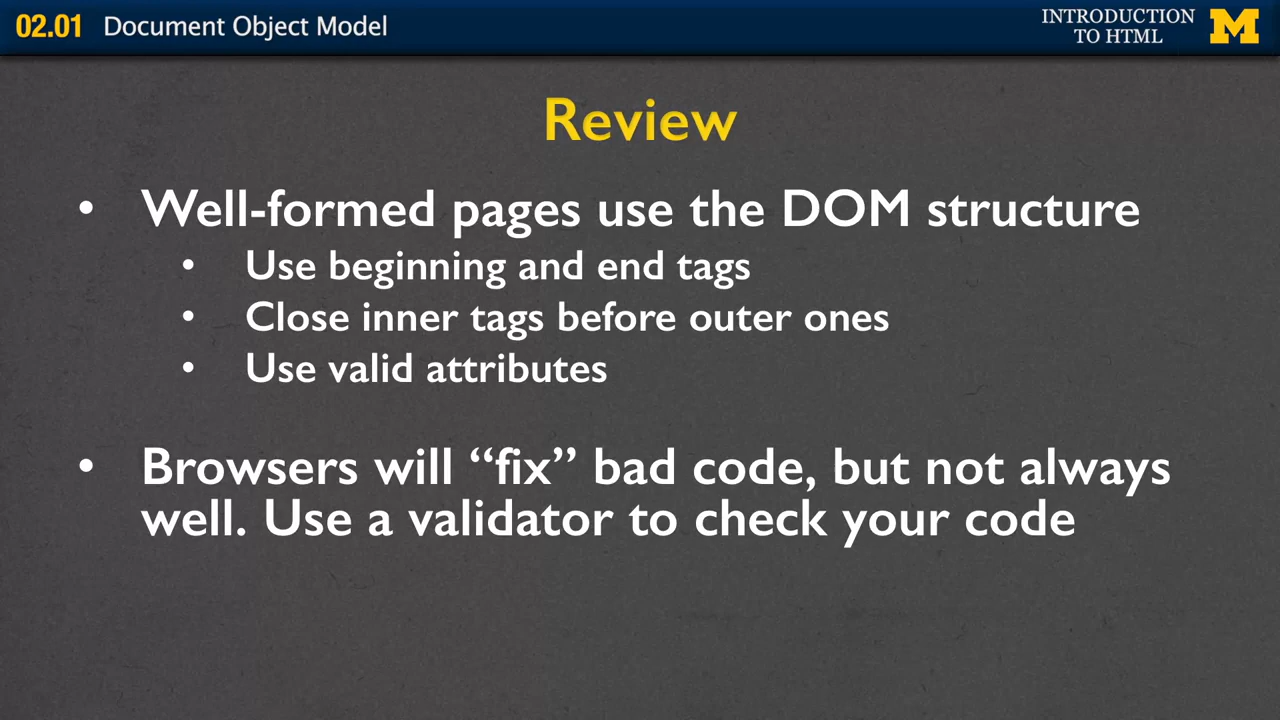 02.01 Document Object Model
INTRODUCTION
TO HTML
M
Review
• Well-formed pages use the DOM structure
• Use beginning and end tags
• Close inner tags before outer ones
• Use valid attributes
• Browsers will “fix” bad code, but not always
well. Use a validator to check your code